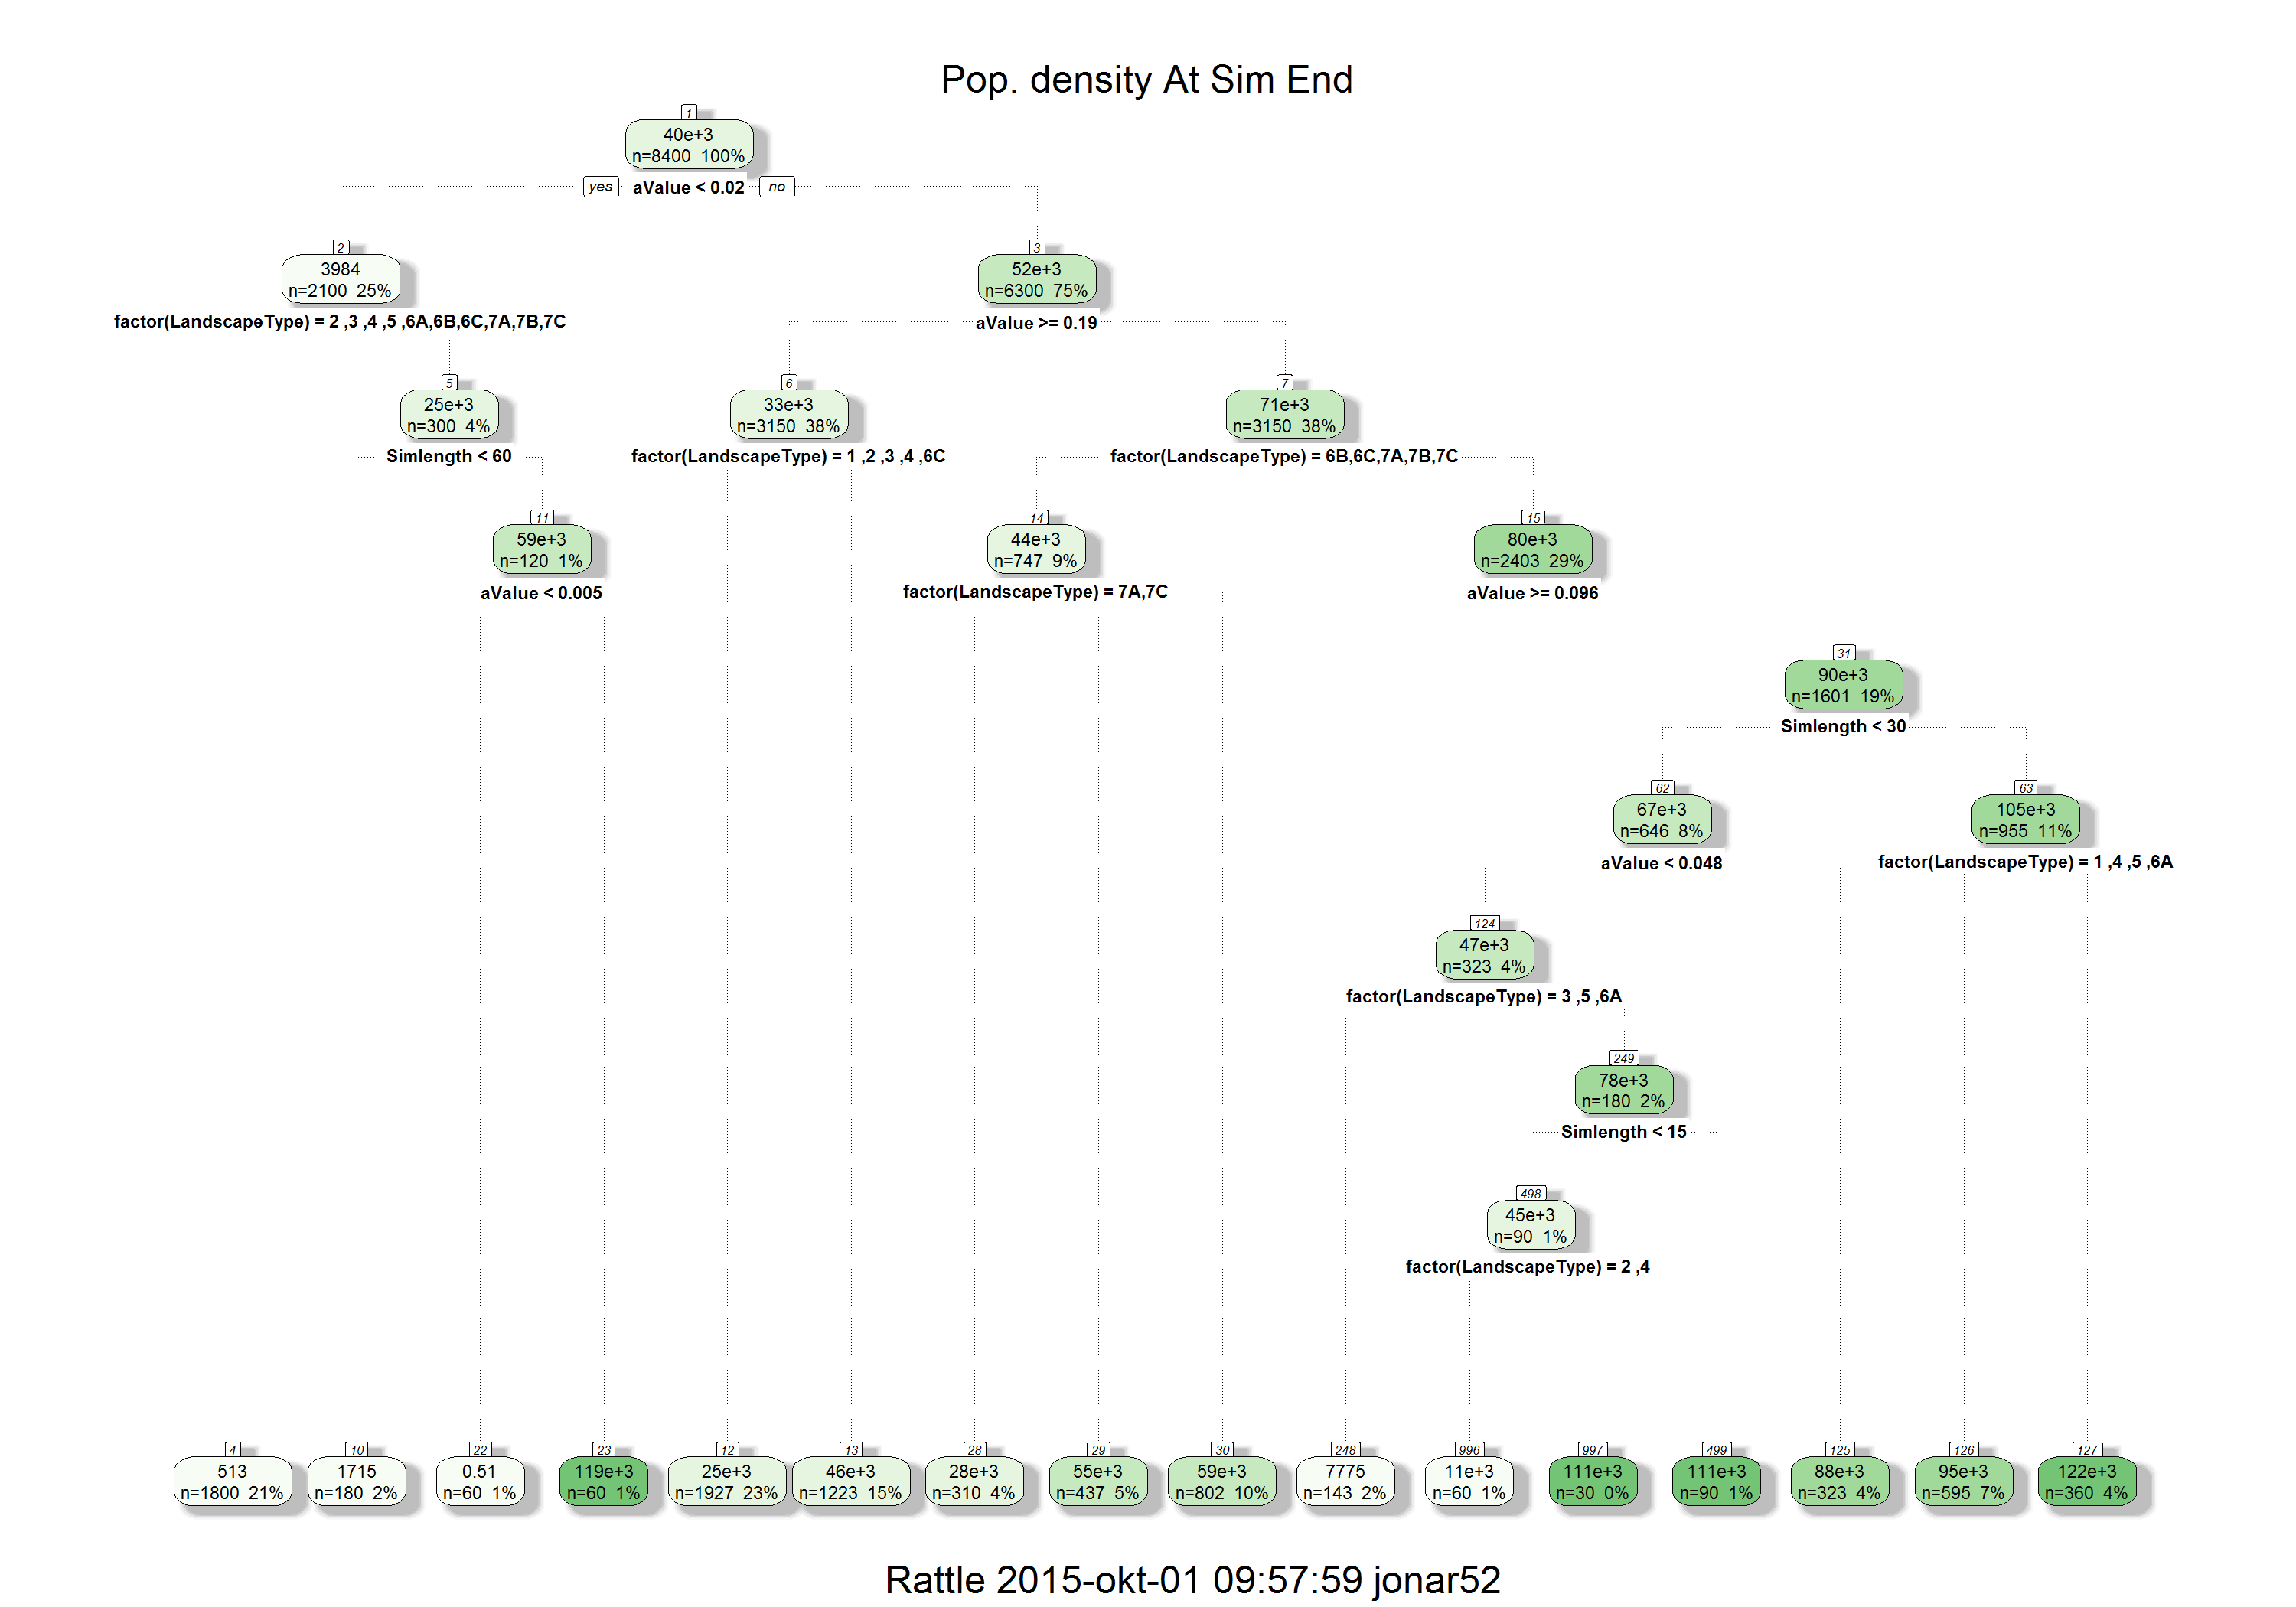 Pop. density At Sim End
1
40e+3
n=8400 100%
yes aValue < 0.02 no
2
3984
n=2100 25%
3
52e+3
n=6300 75%
factor(LandscapeType) = 2 ,3 ,4 ,5 ,6A,6B,6C,7A,7B,7C
aValue >= 0.19
5
25e+3
n=300 4%
6
33e+3
n=3150 38%
7
71e+3
n=3150 38%
Simlength < 60
factor(LandscapeType) = 1 ,2 ,3 ,4 ,6C
factor(LandscapeType) = 6B,6C,7A,7B,7C
11
59e+3
n=120 1%
14
44e+3
n=747 9%
15
80e+3
n=2403 29%
aValue < 0.005
factor(LandscapeType) = 7A,7C
aValue >= 0.096
31
90e+3
n=1601 19%
Simlength < 30
62
67e+3
n=646 8%
63
105e+3
n=955 11%
aValue < 0.048
factor(LandscapeType) = 1 ,4 ,5 ,6A
124
47e+3
n=323 4%
factor(LandscapeType) = 3 ,5 ,6A
249
78e+3
n=180 2%
Simlength < 15
498
45e+3
n=90 1%
factor(LandscapeType) = 2 ,4
4
513
n=1800 21%
10
1715
n=180 2%
22
0.51
n=60 1%
23
119e+3
n=60 1%
12
25e+3
n=1927 23%
13
46e+3
n=1223 15%
28
28e+3
n=310 4%
29
55e+3
n=437 5%
30
59e+3
n=802 10%
248
7775
n=143 2%
996
11e+3
n=60 1%
997
111e+3
n=30 0%
499
111e+3
n=90 1%
125
88e+3
n=323 4%
126
95e+3
n=595 7%
127
122e+3
n=360 4%
Rattle 2015-okt-01 09:57:59 jonar52